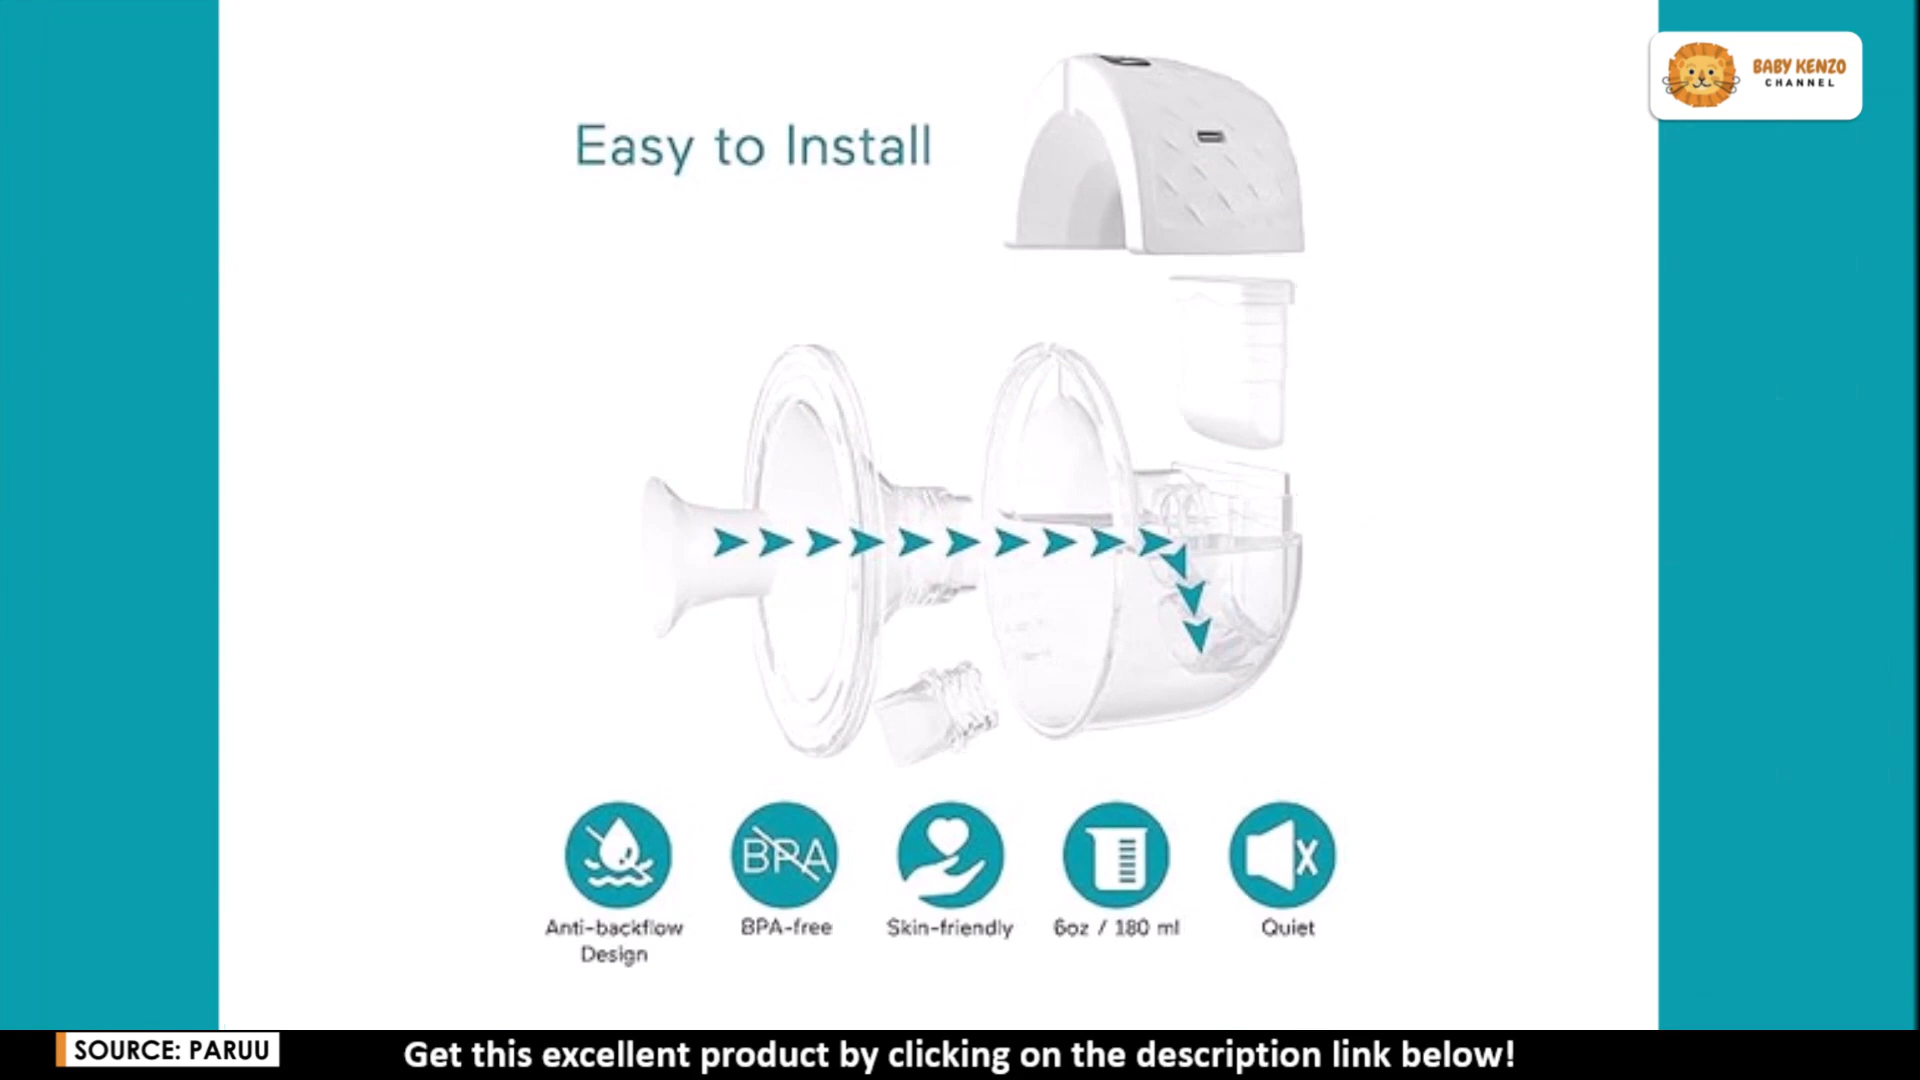 BABY KENZO
CHANNEL
Easy to Install
BPA
Anti-backflow
Design
BPA-free
Skin-friendly
6oz / 180 ml
Quiet
SOURCE: PARUU
Get this excellent product by clicking on the description link below!